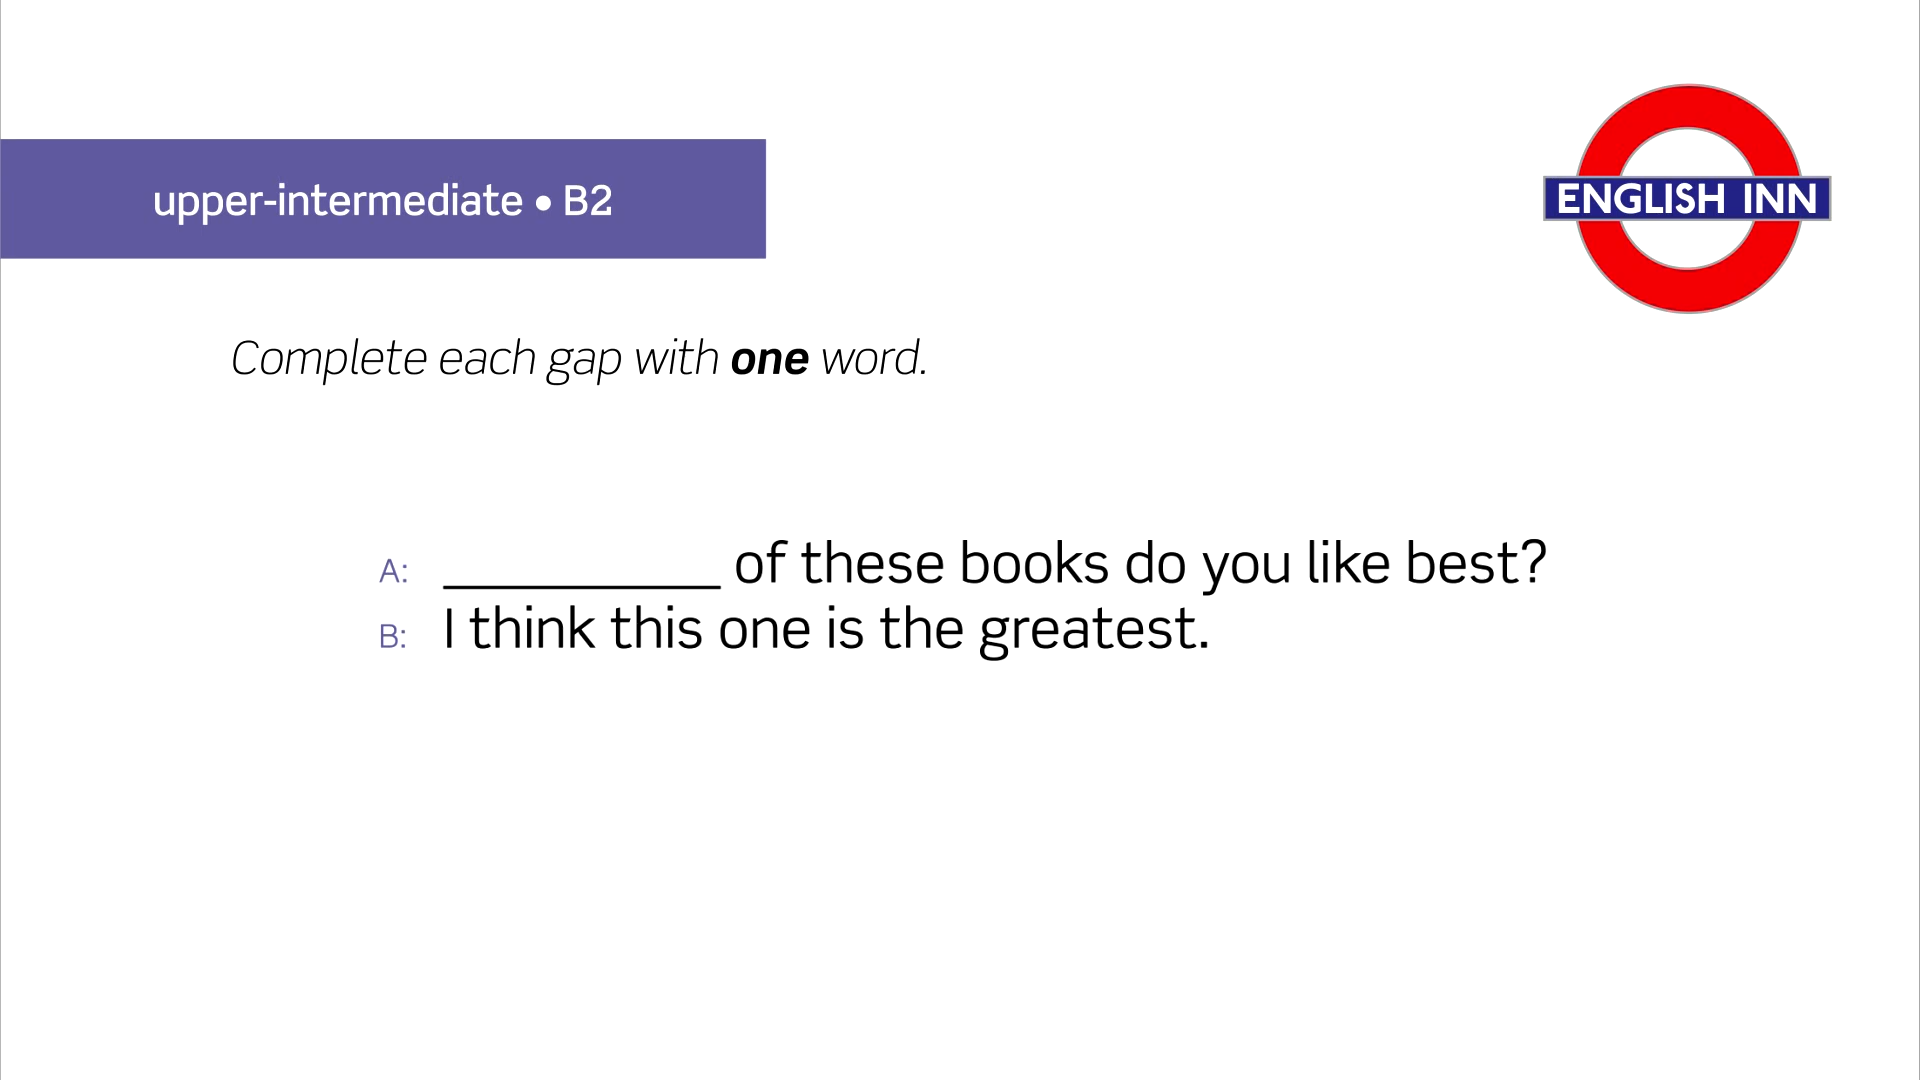 ENGLISH INN
upper-intermediate • B2
Complete each gap with one word.
A: __________ of these books do you like best?
B: I think this one is the greatest.